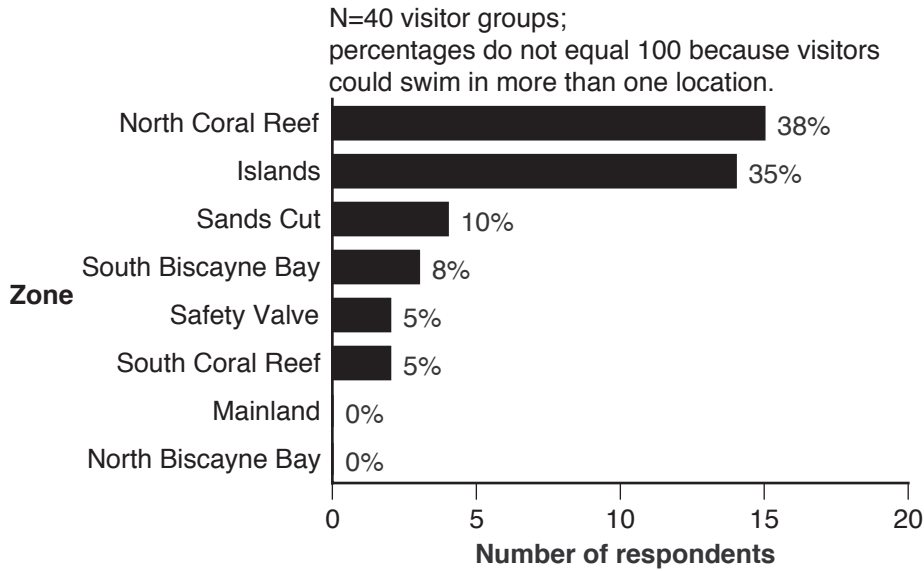 N=40 visitor groups;
percentages do not equal 100 because visitors
could swim in more than one location.
North Coral Reef 38%
Islands 35%
Sands Cut 10%
South Biscayne Bay 8%
Zone
Safety Valve 5%
South Coral Reef 5%
Mainland 0%
North Biscayne Bay 0%
0 5 10 15 20
Number of respondents